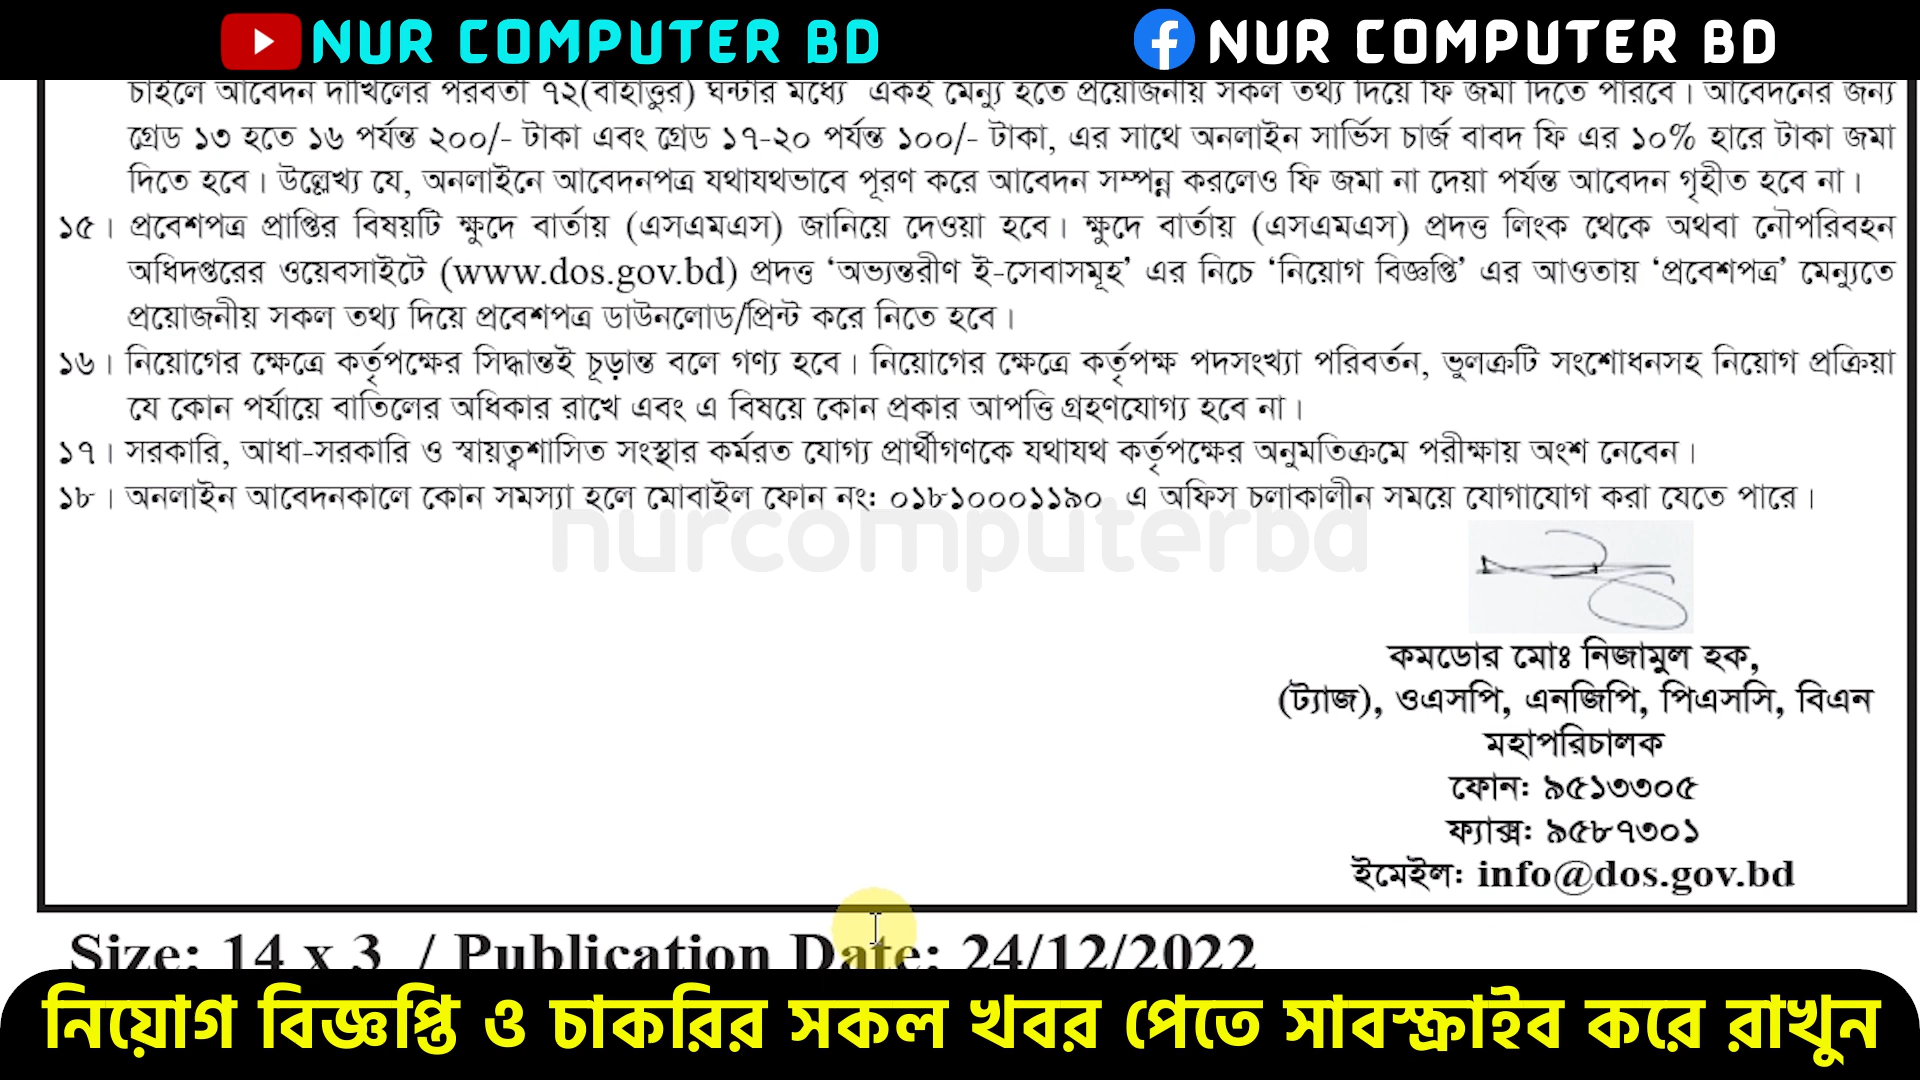 NUR COMPUTER BD NUR COMPUTER BD
চাইলে আবেদন দাখিলের পরবর্তী ৭২(বাহাত্তুর) ঘন্টার মধ্যে একই মেন্যু হতে প্রয়োজনীয় সকল তথ্য দিয়ে ফি জমা দিতে পারবে। আবেদনের জন্য
গ্রেড ১৩ হতে ১৬ পর্যন্ত ২০০/- টাকা এবং গ্রেড ১৭-২০ পর্যন্ত ১০০/- টাকা, এর সাথে অনলাইন সার্ভিস চার্জ বাবদ ফি এর ১০% হারে টাকা জমা
দিতে হবে। উল্লেখ্য যে, অনলাইনে আবেদনপত্র যথাযথভাবে পূরণ করে আবেদন সম্পন্ন করলেও ফি জমা না দেয়া পর্যন্ত আবেদন গৃহীত হবে না।
১৫। প্রবেশপত্র প্রাপ্তির বিষয়টি ক্ষুদে বার্তায় (এসএমএস) জানিয়ে দেওয়া হবে। ক্ষুদে বার্তায় (এসএমএস) প্রদত্ত লিংক থেকে অথবা নৌপরিবহন
অধিদপ্তরের ওয়েবসাইটে (www.dos.gov.bd) প্রদত্ত ‘অভ্যন্তরীণ ই-সেবাসমূহ’ এর নিচে ‘নিয়োগ বিজ্ঞপ্তি’ এর আওতায় ‘প্রবেশপত্র’ মেন্যুতে
প্রয়োজনীয় সকল তথ্য দিয়ে প্রবেশপত্র ডাউনলোড/প্রিন্ট করে নিতে হবে।
১৬। নিয়োগের ক্ষেত্রে কর্তৃপক্ষের সিদ্ধান্তই চূড়ান্ত বলে গণ্য হবে। নিয়োগের ক্ষেত্রে কর্তৃপক্ষ পদসংখ্যা পরিবর্তন, ভুলক্রটি সংশোধনসহ নিয়োগ প্রক্রিয়া
যে কোন পর্যায়ে বাতিলের অধিকার রাখে এবং এ বিষয়ে কোন প্রকার আপত্তি গ্রহণযোগ্য হবে না।
১৭। সরকারি, আধা-সরকারি ও স্বায়ত্বশাসিত সংস্থার কর্মরত যোগ্য প্রার্থীগণকে যথাযথ কর্তৃপক্ষের অনুমতিক্রমে পরীক্ষায় অংশ নেবেন।
১৮। অনলাইন আবেদনকালে কোন সমস্যা হলে মোবাইল ফোন নং: ০১৮১০০০১১৯০ এ অফিস চলাকালীন সময়ে যোগাযোগ করা যেতে পারে।
nurcomputerbd
কমডোর মোঃ নিজামুল হক,
(ট্যাজ), ওএসপি, এনজিপি, পিএসসি, বিএন
মহাপরিচালক
ফোন: ৯৫১৩৩০৫
ফ্যাক্স: ৯৫৮৭৩০১
ইমেইল: info@dos.gov.bd
Size: 14 x 3 / Publication Date: 24/12/2022
নিয়োগ বিজ্ঞপ্তি ও চাকরির সকল খবর পেতে সাবস্ক্রাইব করে রাখুন